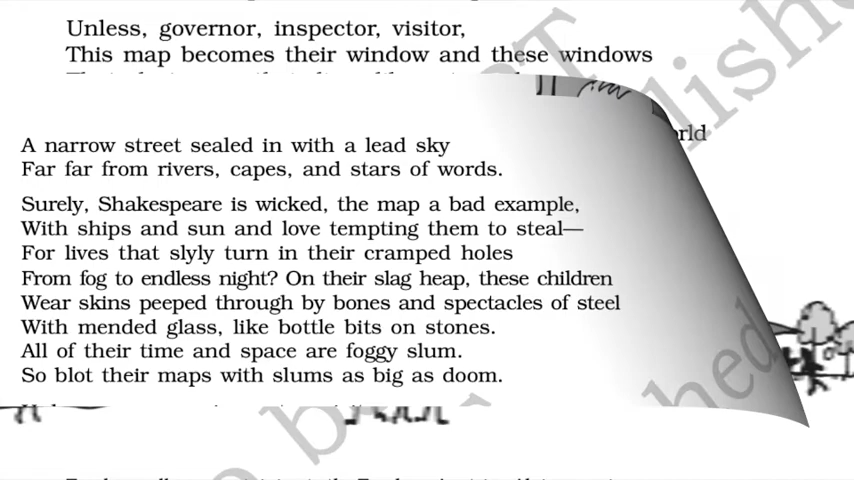 Unless, governor, inspector, visitor,
This map becomes their window and these windows
A narrow street sealed in with a lead sky
Far far from rivers, capes, and stars of words.
Surely, Shakespeare is wicked, the map a bad example,
With ships and sun and love tempting them to steal—
For lives that slyly turn in their cramped holes
From fog to endless night? On their slag heap, these children
Wear skins peeped through by bones and spectacles of steel
With mended glass, like bottle bits on stones.
All of their time and space are foggy slum.
So blot their maps with slums as big as doom.